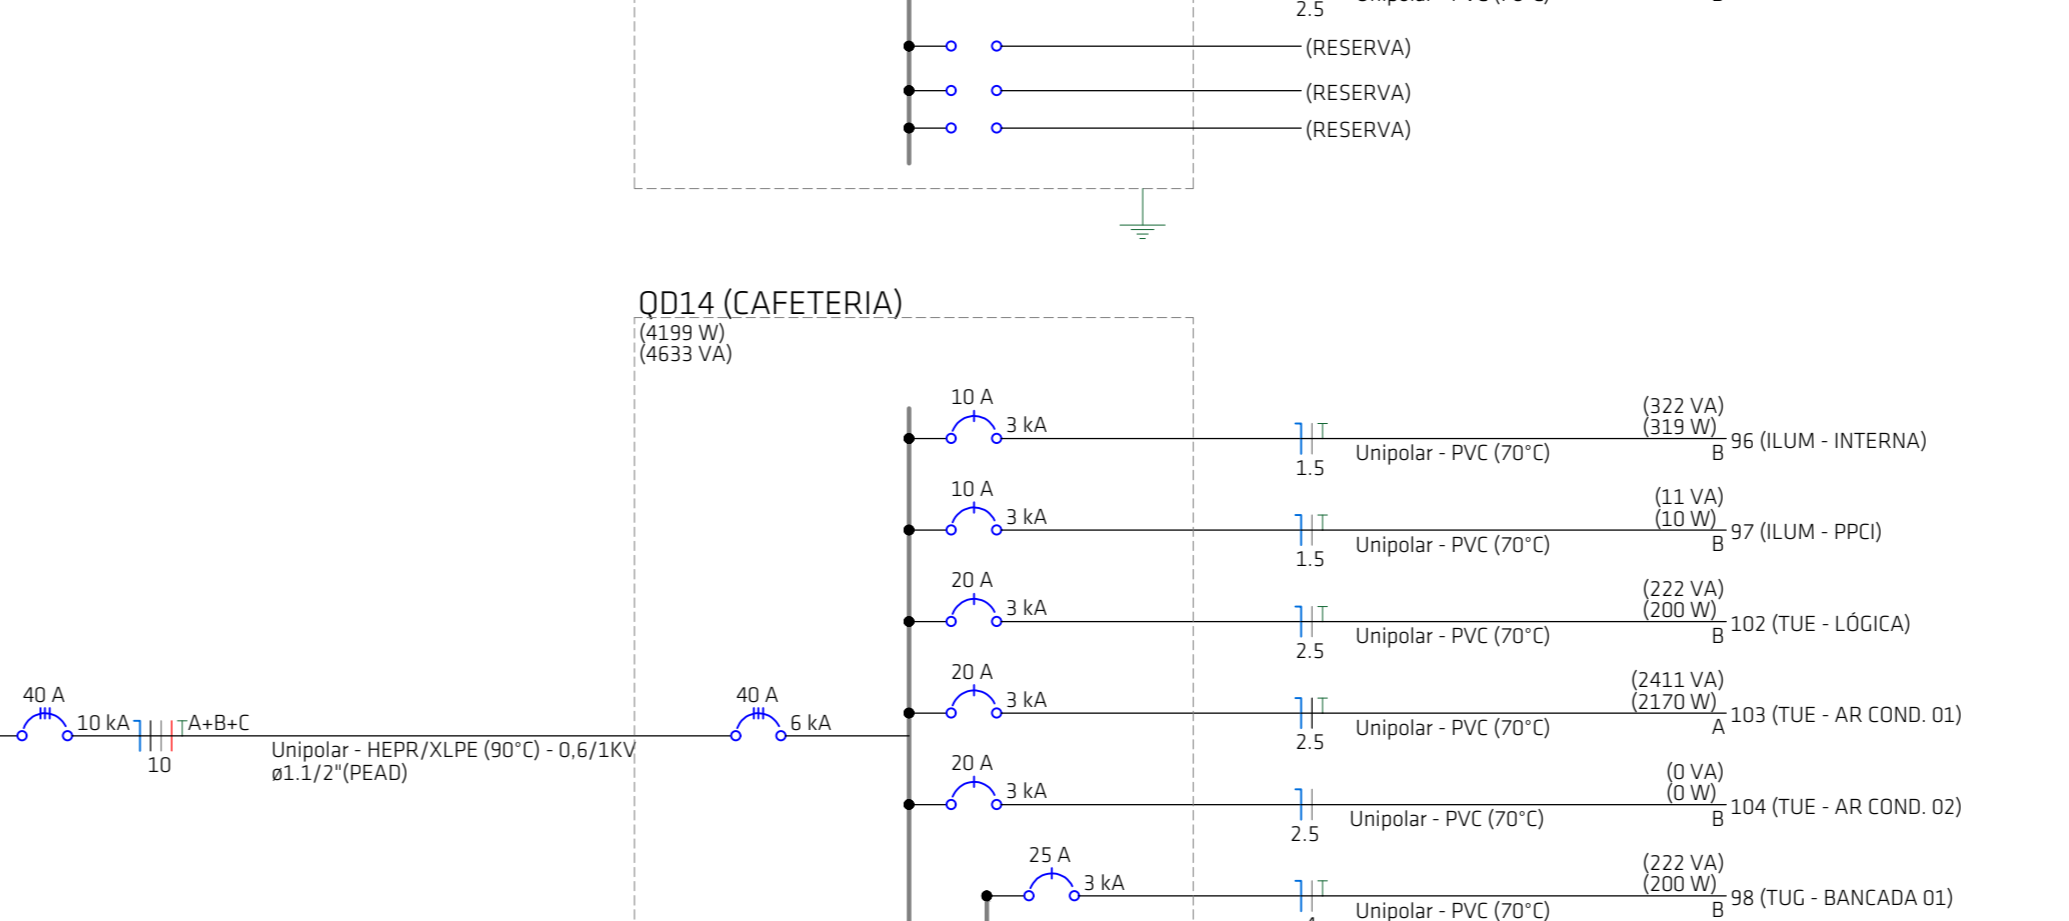 2.5
(RESERVA)
(RESERVA)
(RESERVA)
QD14 (CAFETERIA)
(4199 W)
(4633 VA)
10 A
3 kA
1.5
Unipolar - PVC (70°C)
(322 VA)
(319 W)
B
96 (ILUM - INTERNA)
10 A
3 kA
1.5
Unipolar - PVC (70°C)
(11 VA)
(10 W)
B
97 (ILUM - PPCI)
20 A
3 kA
2.5
Unipolar - PVC (70°C)
(222 VA)
(200 W)
B
102 (TUE - LÓGICA)
20 A
3 kA
2.5
Unipolar - PVC (70°C)
(2411 VA)
(2170 W)
A
103 (TUE - AR COND. 01)
40 A
10 kA
A+B+C
10
Unipolar - HEPR/XLPE (90°C) - 0,6/1KV
ø1.1/2"(PEAD)
40 A
6 kA
20 A
3 kA
2.5
Unipolar - PVC (70°C)
(0 VA)
(0 W)
B
104 (TUE - AR COND. 02)
25 A
3 kA
Unipolar - PVC (70°C)
(222 VA)
(200 W)
B
98 (TUG - BANCADA 01)